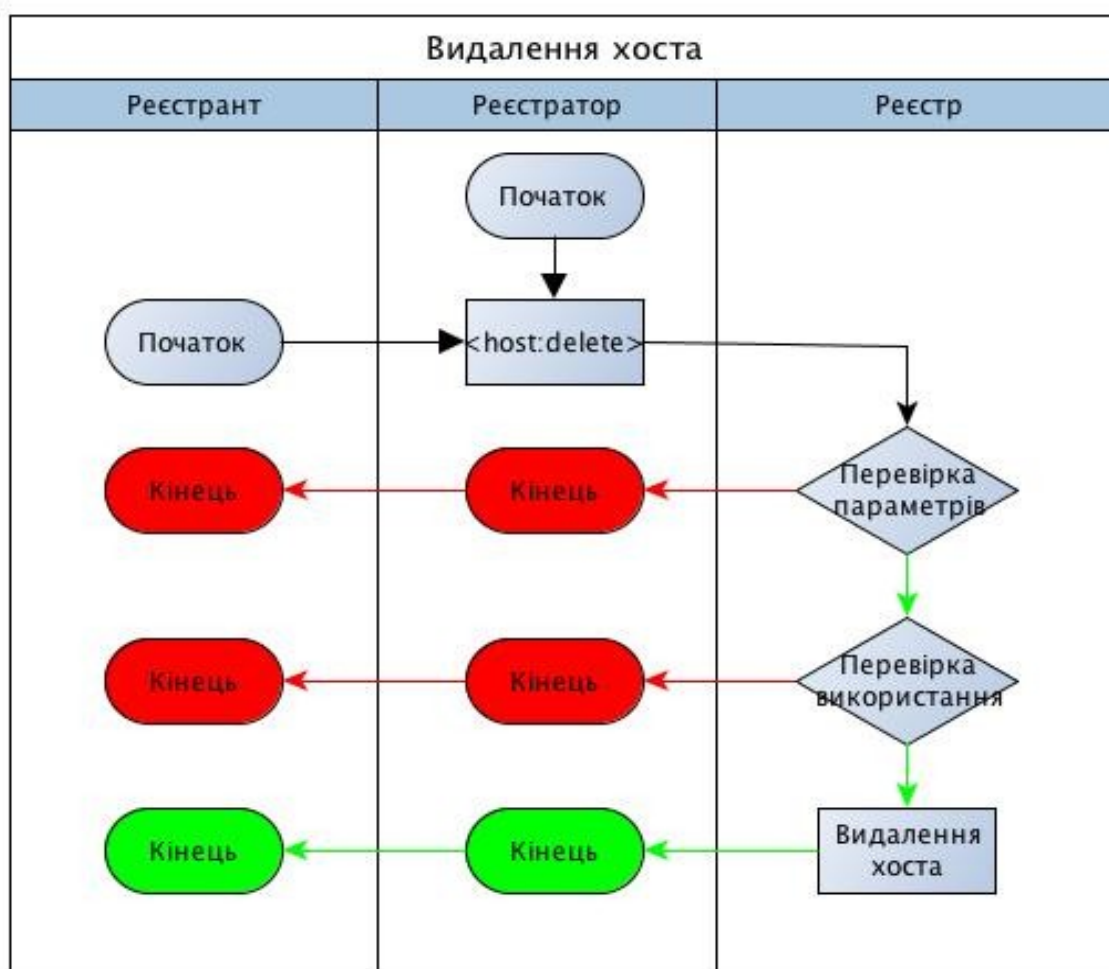 Видалення хоста
Реєстрант
Реєстратор
Реєстр
Початок
Початок
<host:delete>
Кінець
Кінець
Перевірка
параметрів
Кінець
Кінець
Перевірка
використання
Кінець
Кінець
Видалення
хоста